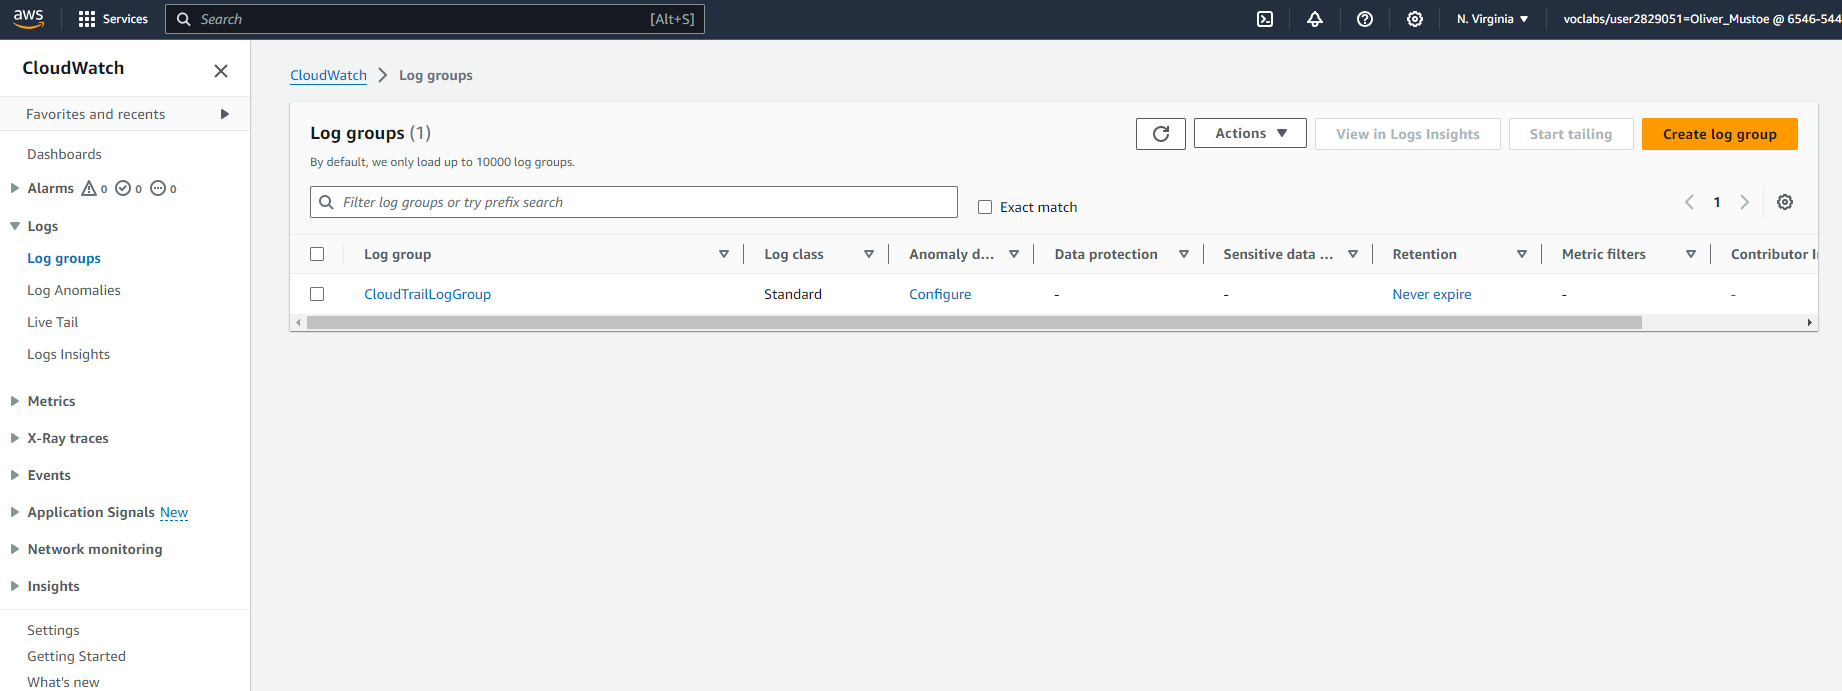 aws Services Search [Alt+S] N. Virginia voclabs/user2829051=Oliver_Mustoe @ 6546-544
CloudWatch
Favorites and recents
Dashboards
Alarms 0 0 0
Logs
Log groups
Log Anomalies
Live Tail
Logs Insights
Metrics
X-Ray traces
Events
Application Signals New
Network monitoring
Insights
Settings
Getting Started
What's new
CloudWatch > Log groups
Log groups (1)
By default, we only load up to 10000 log groups.
Actions View in Logs Insights Start tailing Create log group
Filter log groups or try prefix search Exact match 1
Log group Log class Anomaly d... Data protection Sensitive data ... Retention Metric filters Contributor I
CloudTrailLogGroup Standard Configure - - Never expire - -